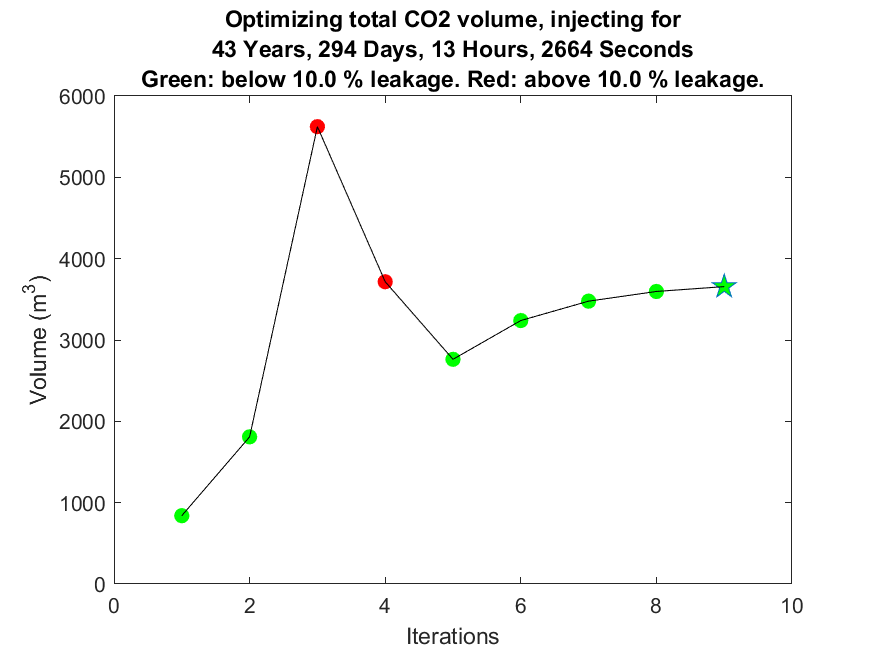 Optimizing total CO2 volume, injecting for
43 Years, 294 Days, 13 Hours, 2664 Seconds
Green: below 10.0 % leakage. Red: above 10.0 % leakage.
6000
5000
4000
3000
2000
1000
0
Volume (m³)
0 2 4 6 8 10
Iterations